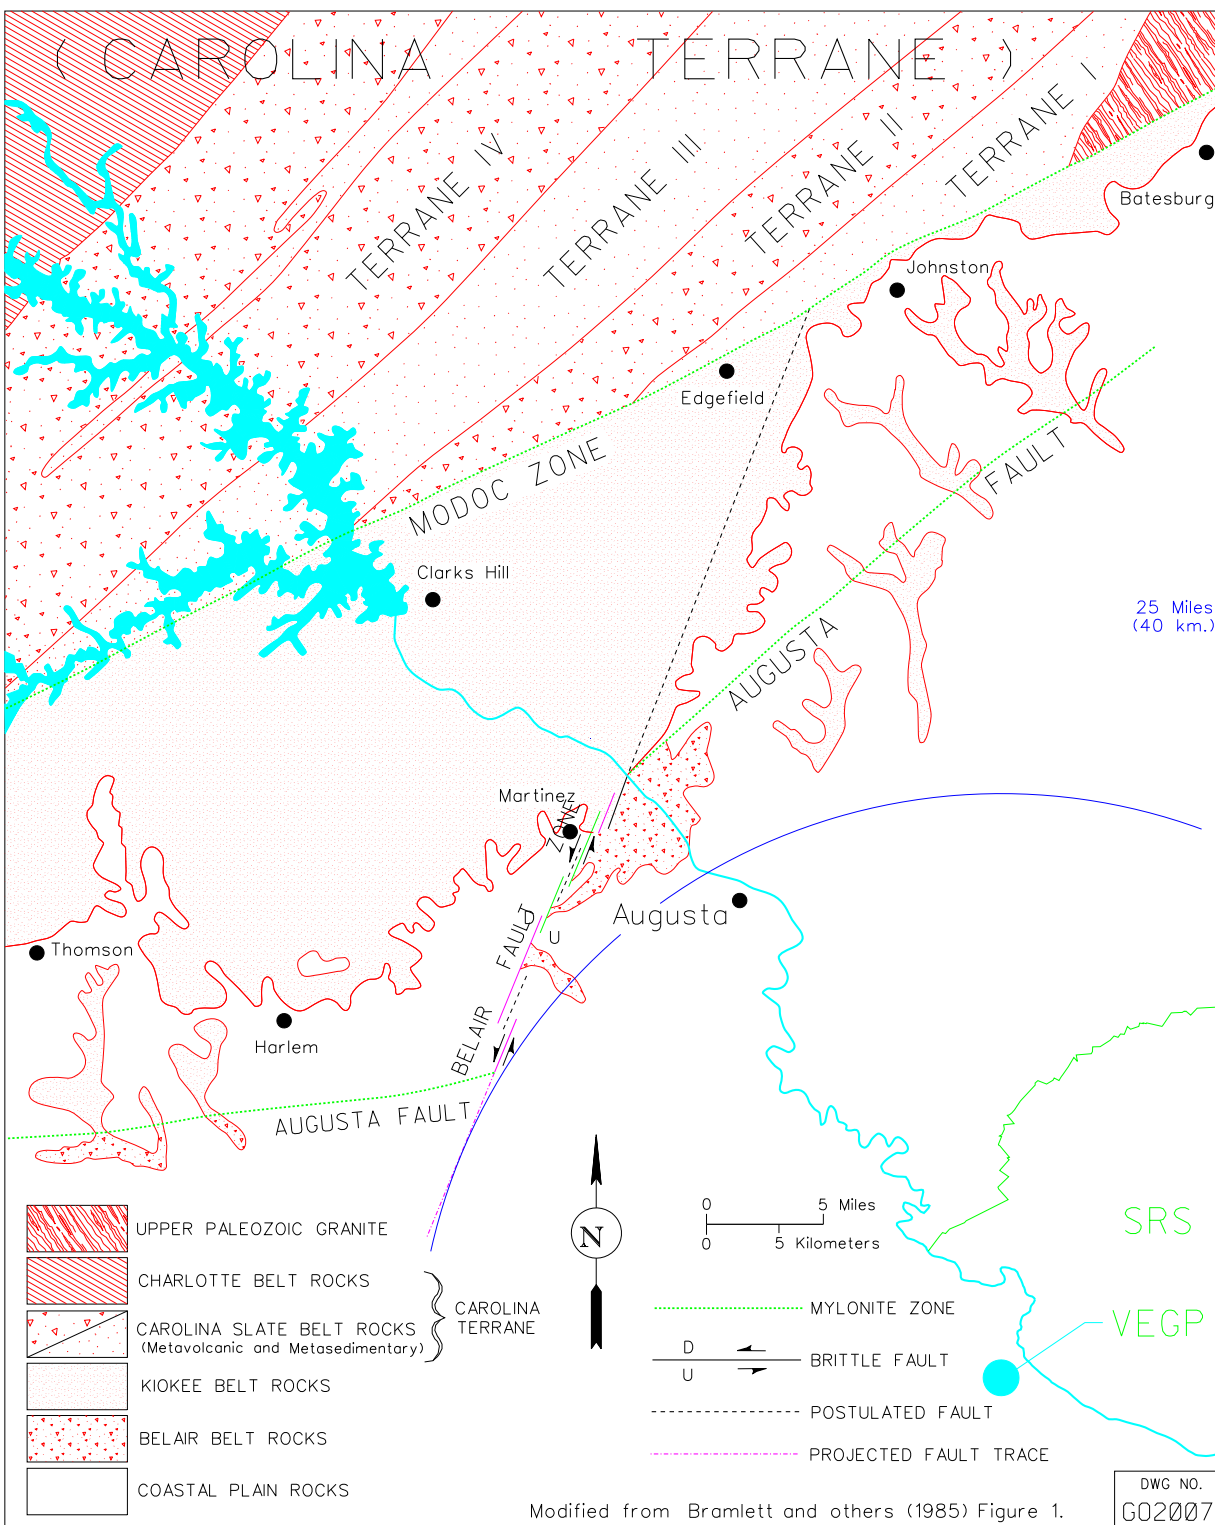 ( CAROLINA TERRANE )
TERRANE IV
TERRANE III
TERRANE II
TERRANE I
Batesburg
Johnston
Edgefield
MODOC ZONE
FAULT
Clarks Hill
25 Miles
(40 km.)
AUGUSTA
Martinez
ZONE
Augusta
FAULT
D
U
Thomson
BELAIR
Harlem
AUGUSTA FAULT
UPPER PALEOZOIC GRANITE
CHARLOTTE BELT ROCKS
CAROLINA SLATE BELT ROCKS
(Metavolcanic and Metasedimentary)
CAROLINA
TERRANE
KIOKEE BELT ROCKS
BELAIR BELT ROCKS
COASTAL PLAIN ROCKS
N
0 5 Miles
0 5 Kilometers
SRS
VEGP
MYLONITE ZONE
D
U
BRITTLE FAULT
POSTULATED FAULT
PROJECTED FAULT TRACE
Modified from Bramlett and others (1985) Figure 1.
DWG NO.
GO2007